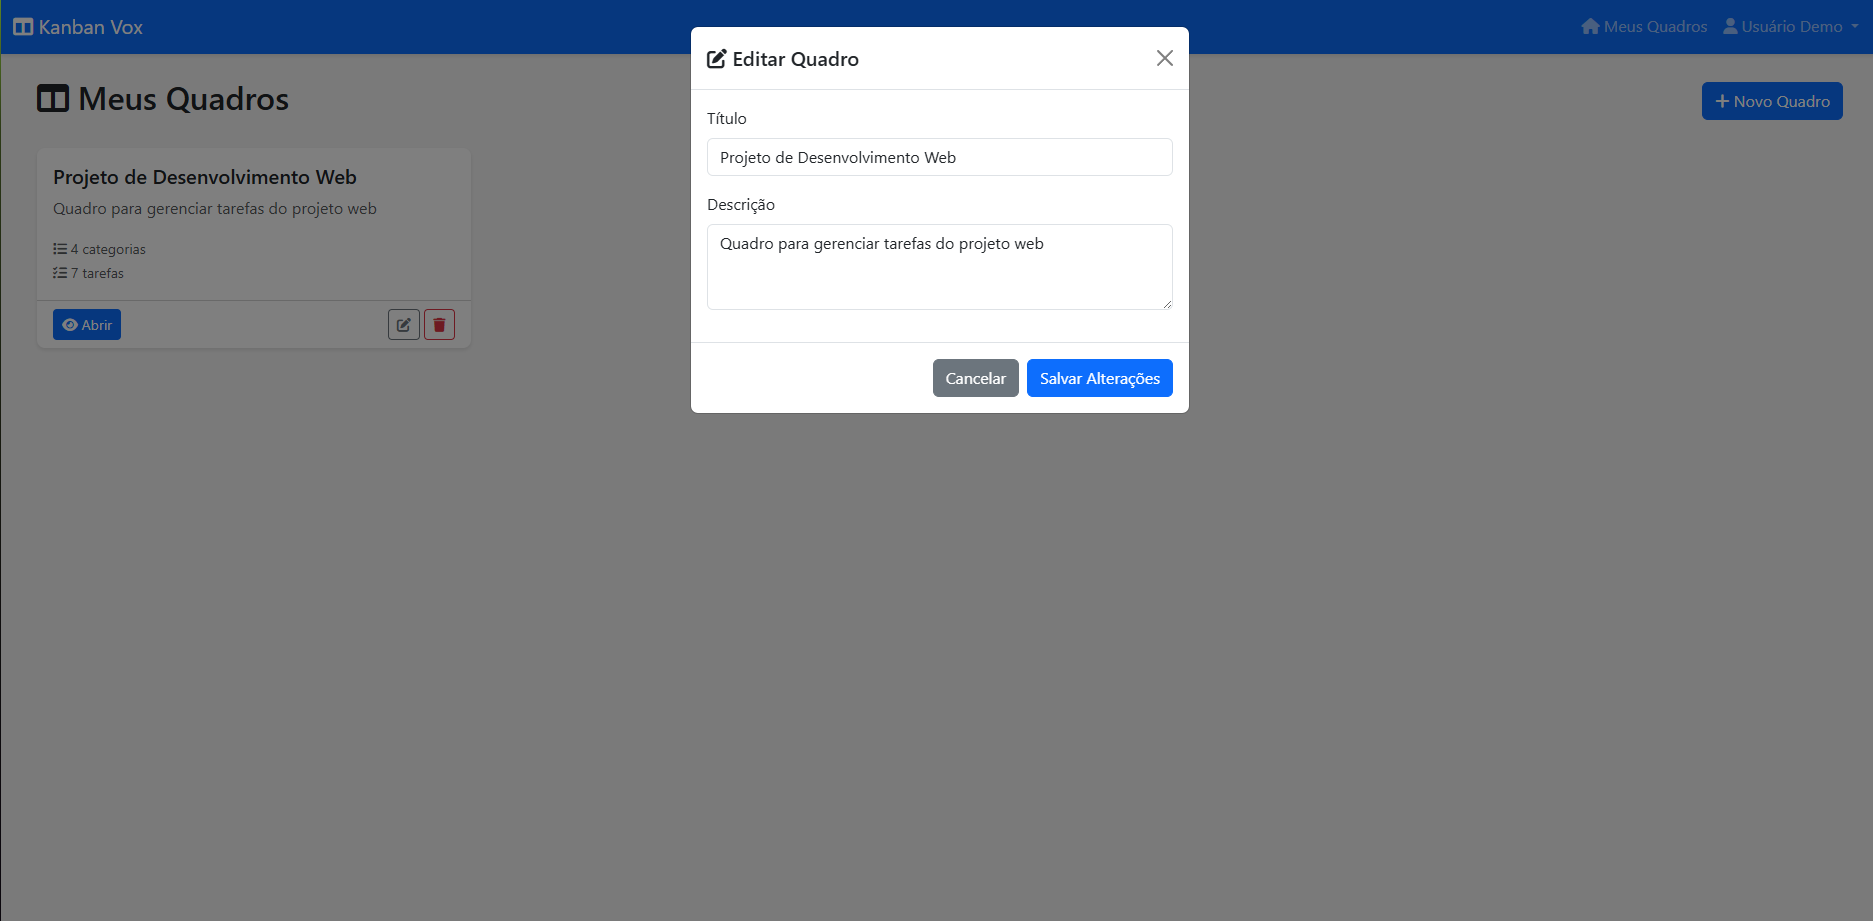 Kanban Vox
Meus Quadros
Usuário Demo
Meus Quadros
Novo Quadro
Projeto de Desenvolvimento Web
Quadro para gerenciar tarefas do projeto web
4 categorias
7 tarefas
Abrir
Editar Quadro
Título
Projeto de Desenvolvimento Web
Descrição
Quadro para gerenciar tarefas do projeto web
Cancelar
Salvar Alterações